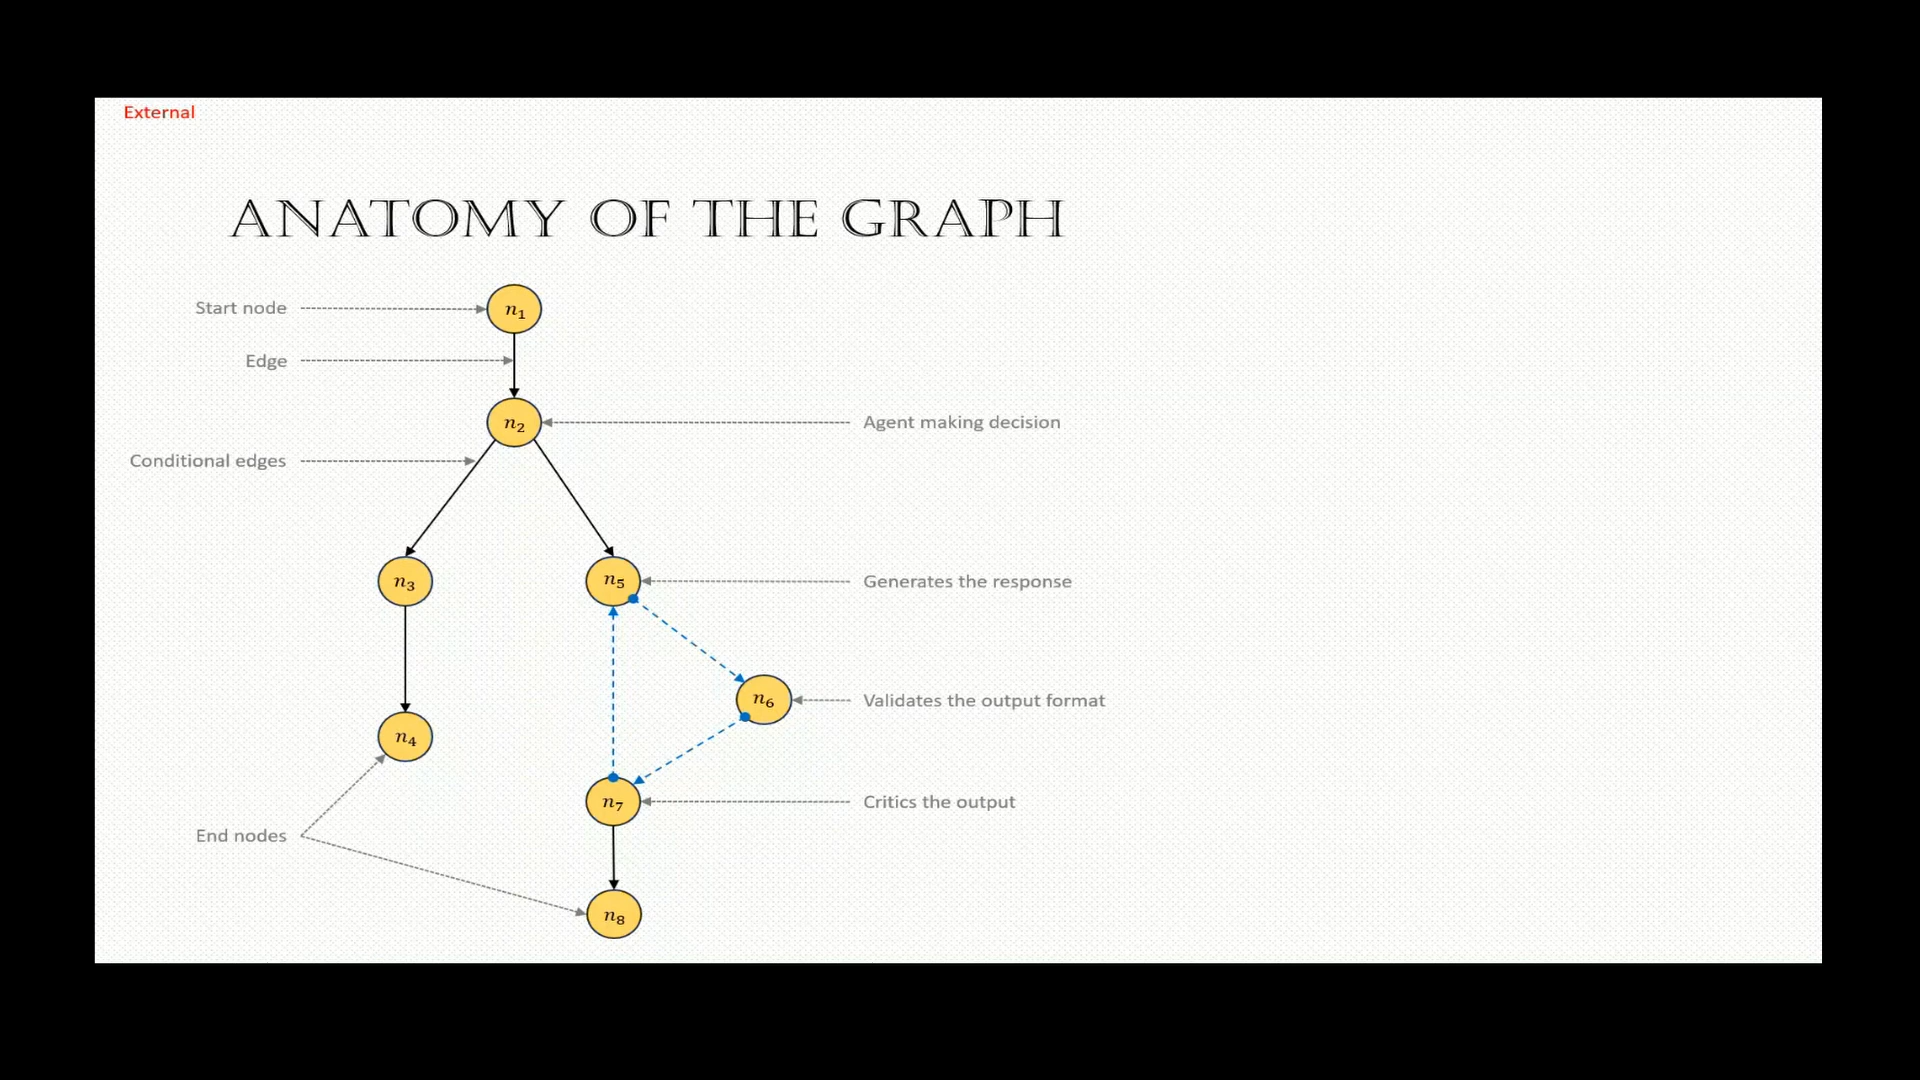 External
ANATOMY OF THE GRAPH
Start node
n1
Edge
n2
Agent making decision
Conditional edges
n3
n5
Generates the response
n6
Validates the output format
n4
n7
Critics the output
End nodes
n8